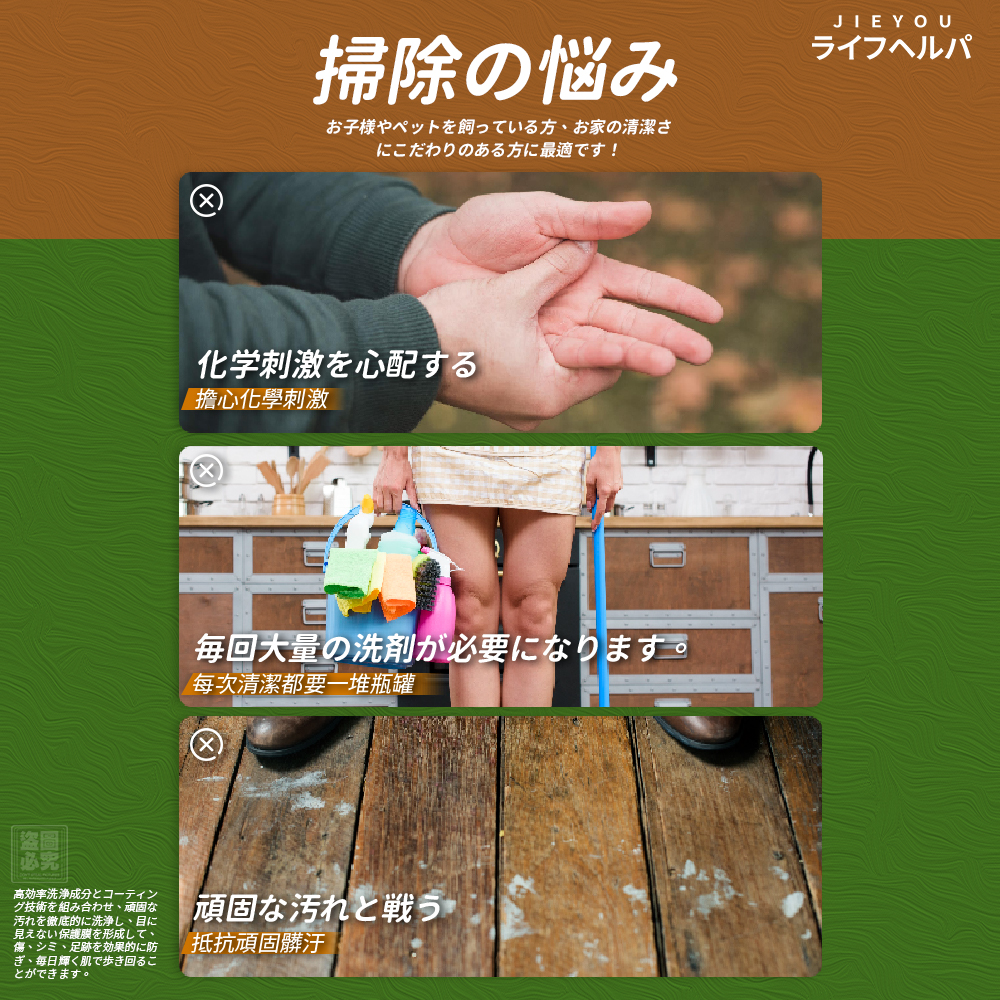 JIEYOU
ライフヘルパ
掃除の悩み
お子様やペットを飼っている方、お家の清潔さ
にこだわりのある方に最適です！
化学刺激を心配する
擔心化學刺激
毎回大量の洗剤が必要になります。
每次清潔都要一堆瓶罐
頑固な汚れと戦う
抵抗頑固髒汙
盜圖
必究
高効率洗浄成分とコーティン
グ技術を組み合わせ、頑固な
汚れを徹底的に洗浄し、目に
見えない保護膜を形成して、
傷、シミ、足跡を効果的に防
ぎ、毎日輝く肌で歩き回るこ
とができます。